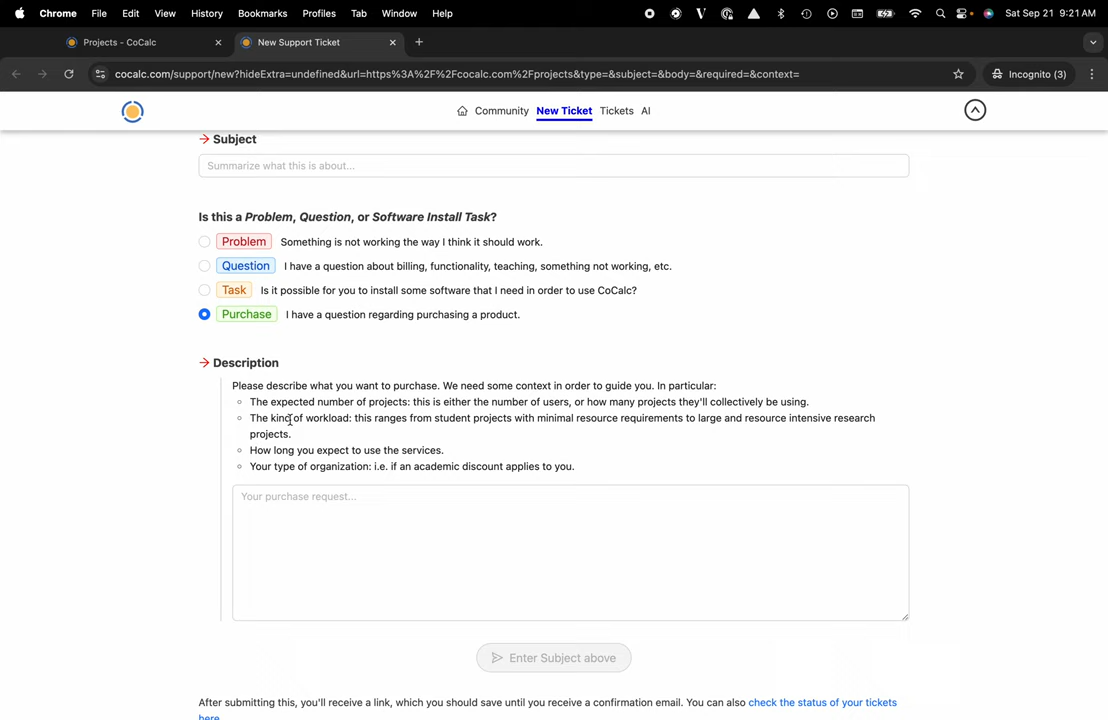 Chrome File Edit View History Bookmarks Profiles Tab Window Help Sat Sep 21 9:21 AM
Projects - CoCalc New Support Ticket
cocalc.com/support/new?hideExtra=undefined&url=https%3A%2F%2Fcocalc.com%2Fprojects&type=&subject=&body=&required=&context= Incognito (3)
Community New Ticket Tickets AI
Subject
Summarize what this is about...
Is this a Problem, Question, or Software Install Task?
Problem Something is not working the way I think it should work.
Question I have a question about billing, functionality, teaching, something not working, etc.
Task Is it possible for you to install some software that I need in order to use CoCalc?
Purchase I have a question regarding purchasing a product.
Description
Please describe what you want to purchase. We need some context in order to guide you. In particular:
The expected number of projects: this is either the number of users, or how many projects they'll collectively be using.
The kind of workload: this ranges from student projects with minimal resource requirements to large and resource intensive research
projects.
How long you expect to use the services.
Your type of organization: i.e. if an academic discount applies to you.
Your purchase request...
Enter Subject above
After submitting this, you'll receive a link, which you should save until you receive a confirmation email. You can also check the status of your tickets
here